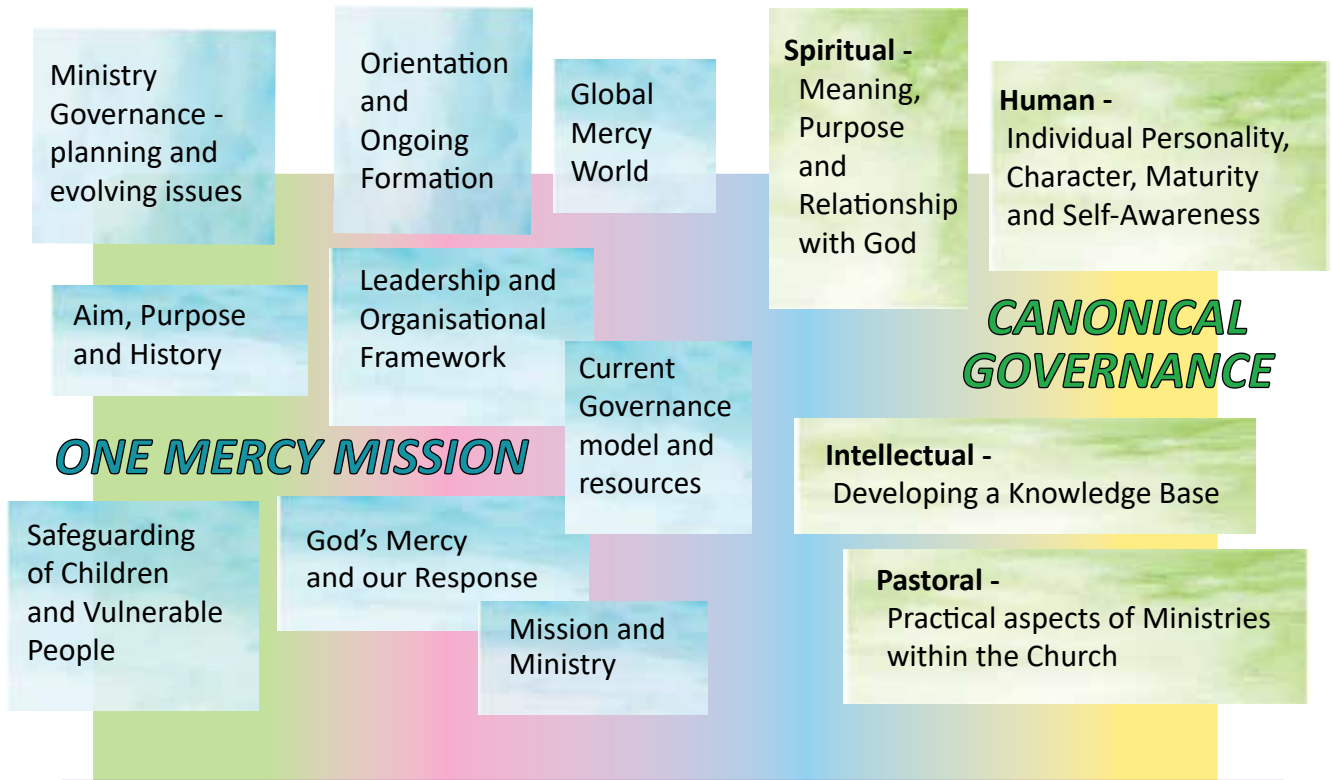 Ministry
Governance -
planning and
evolving issues
Orientation
and
Ongoing
Formation
Global
Mercy
World
Aim, Purpose
and History
Leadership and
Organisational
Framework
Current
Governance
model and
resources
ONE MERCY MISSION
Safeguarding
of Children
and Vulnerable
People
God’s Mercy
and our Response
Mission and
Ministry
Spiritual -
Meaning,
Purpose
and
Relationship
with God
Human -
Individual Personality,
Character, Maturity
and Self-Awareness
CANONICAL
GOVERNANCE
Intellectual -
Developing a Knowledge Base
Pastoral -
Practical aspects of Ministries
within the Church